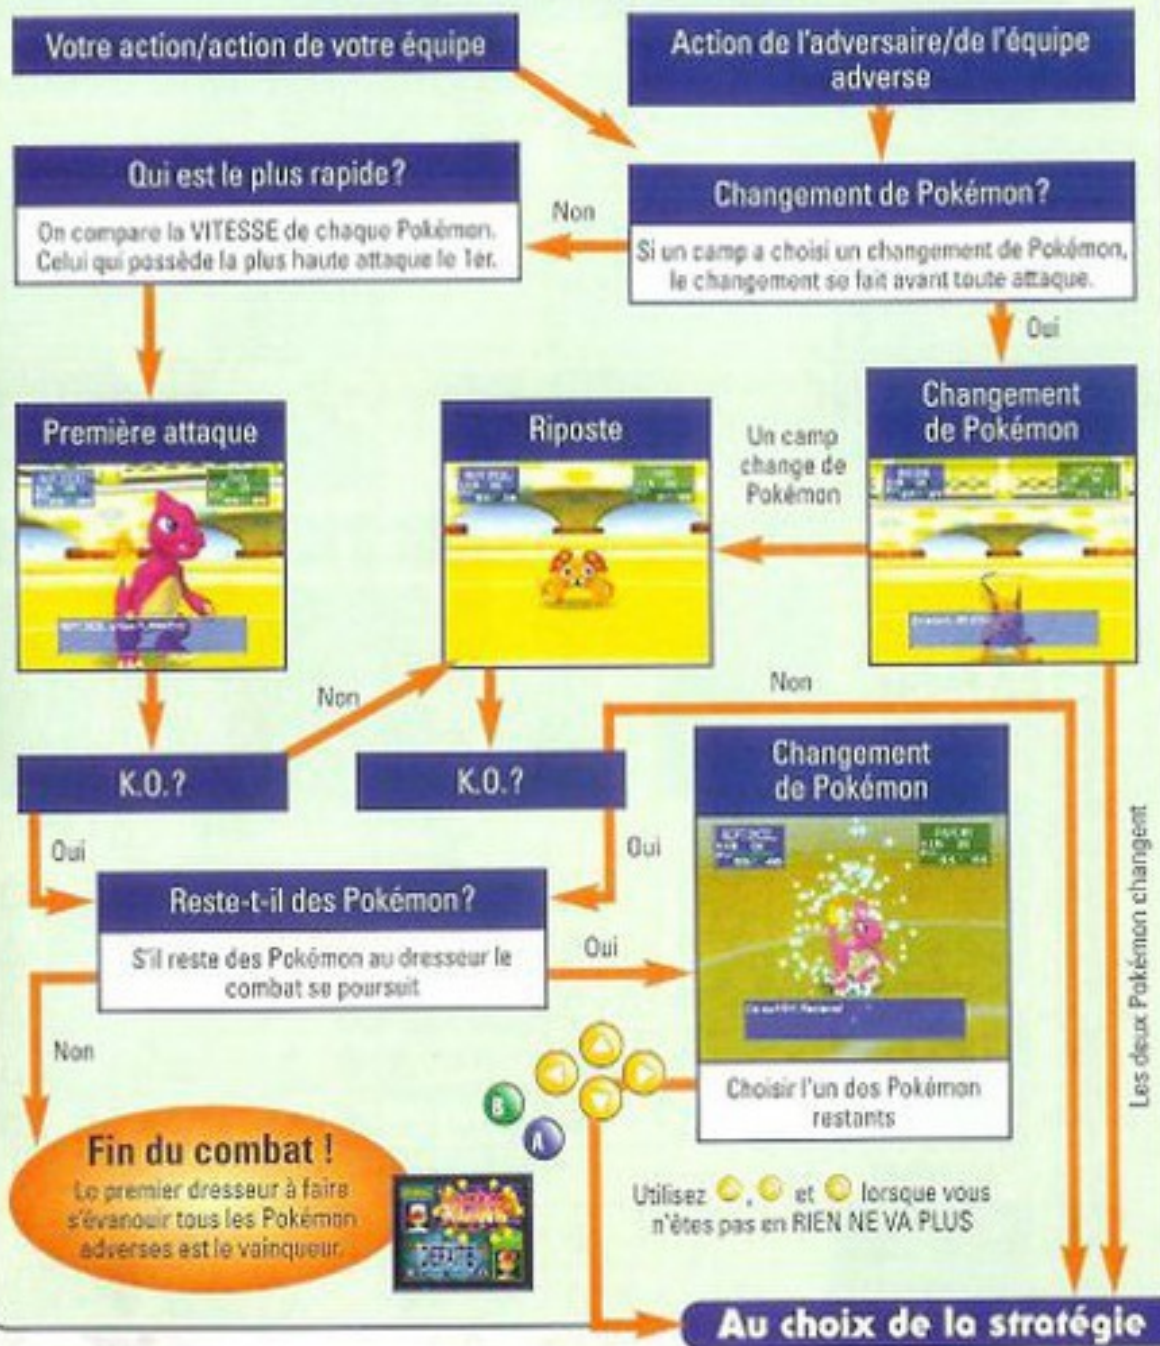 Votre action/action de votre équipe
Action de l'adversaire/de l'équipe
adverse
Qui est le plus rapide?
On compare la VITESSE de chaque Pokémon.
Celui qui possède la plus haute attaque le 1er.
Non
Changement de Pokémon?
Si un camp a choisi un changement de Pokémon,
le changement se fait avant toute attaque.
Oui
Première attaque
Riposte
Un camp
change de
Pokémon
Changement
de Pokémon
Non
Non
K.O.?
K.O.?
Changement
de Pokémon
Oui
Oui
Reste-t-il des Pokémon?
S'il reste des Pokémon au dresseur le
combat se poursuit
Oui
Les deux Pokémon changent
Non
Choisir l'un des Pokémon
restants
B
A
Fin du combat !
Le premier dresseur à faire
s'évanouir tous les Pokémon
adverses est le vainqueur.
Utilisez , et lorsque vous
n'êtes pas en RIEN NE VA PLUS
Au choix de la stratégie